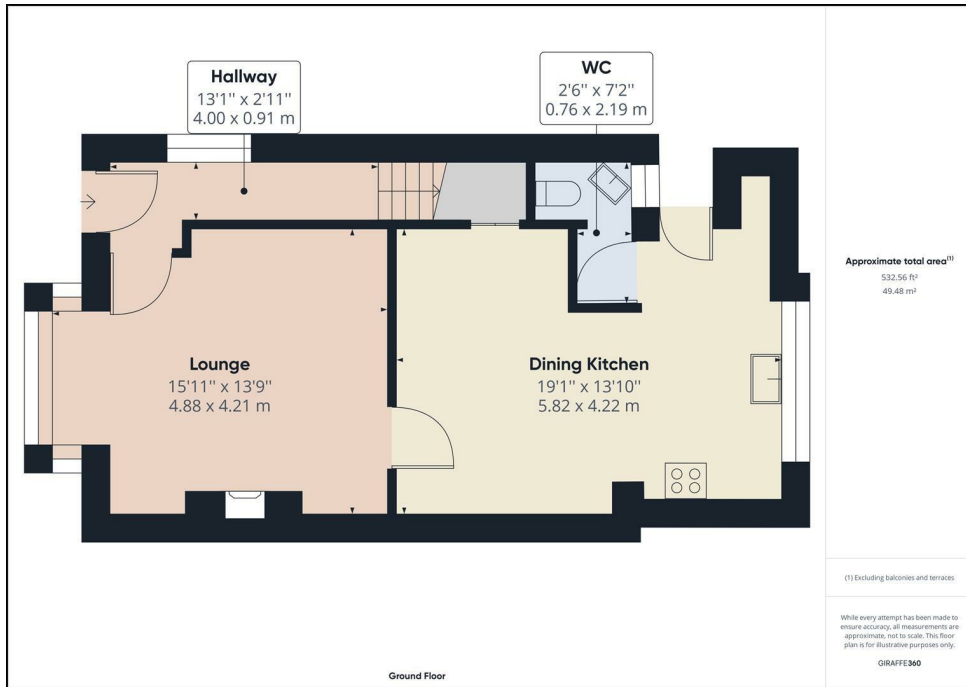 Hallway
13'1'' x 2'11''
4.00 x 0.91 m
WC
2'6'' x 7'2''
0.76 x 2.19 m
Lounge
15'11'' x 13'9''
4.88 x 4.21 m
Dining Kitchen
19'1'' x 13'10''
5.82 x 4.22 m
Ground Floor
Approximate total area(1)
532.56 ft²
49.48 m²
(1) Excluding balconies and terraces
While every attempt has been made to
ensure accuracy, all measurements are
approximate, not to scale. This floor
plan is for illustrative purposes only.
GIRAFFE360